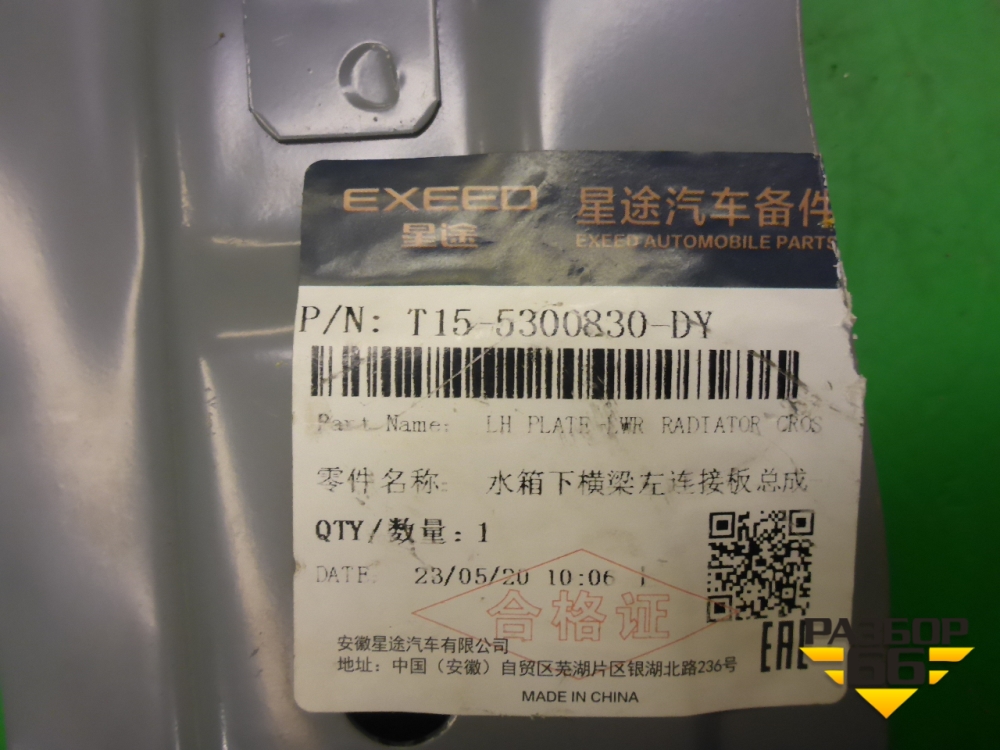 EXEED 星途汽车备件
星途 EXEED AUTOMOBILE PARTS
P/N: T15-5300830-DY
Part Name: LH PLATE-LWR RADIATOR CROS
零件名称: 水箱下横梁左连接板总成
QTY/数量: 1
DATE 23/05/20 10:06
合格证
安徽星途汽车有限公司
地址：中国（安徽）自贸区芜湖片区银湖北路236号
EAC
MADE IN CHINA
РАЗБОР
66